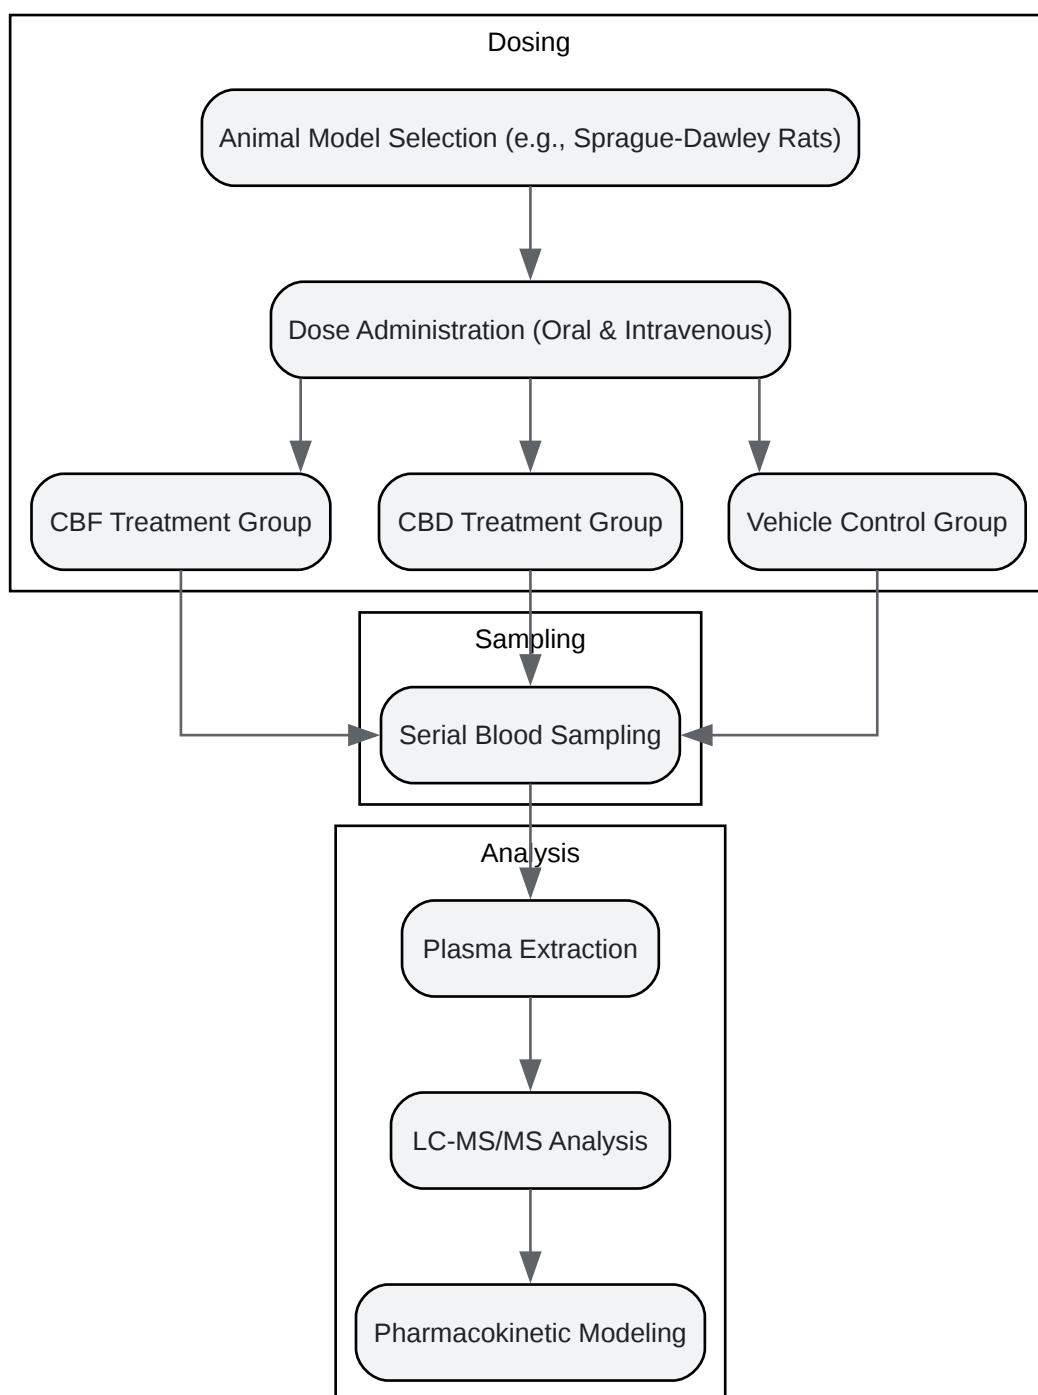 Dosing
Animal Model Selection (e.g., Sprague-Dawley Rats)
Dose Administration (Oral & Intravenous)
CBF Treatment Group
CBD Treatment Group
Vehicle Control Group
Sampling
Serial Blood Sampling
Analysis
Plasma Extraction
LC-MS/MS Analysis
Pharmacokinetic Modeling